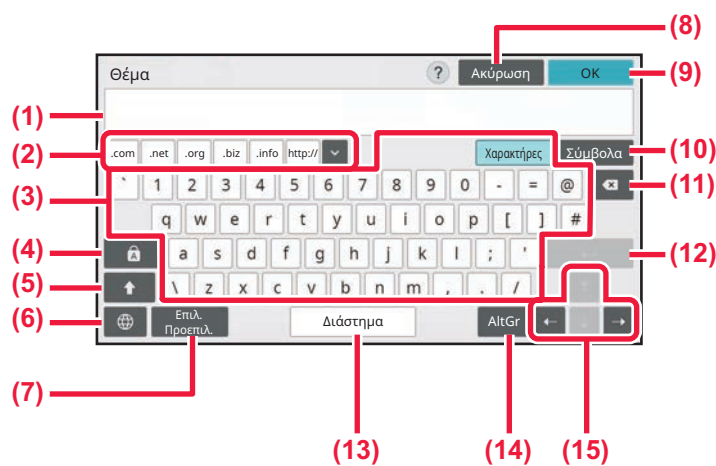 (8)
Θέμα ? Ακύρωση OK (9)
(1)
(2) .com .net .org .biz .info http:// Χαρακτήρες Σύμβολα (10)
(3) ` 1 2 3 4 5 6 7 8 9 0 - = @ (11)
q w e r t y u i o p [ ] #
(4) a s d f g h j k l ; ' (12)
(5) \ z x c v b n m , . /
(6) Επιλ. Προεπιλ. Διάστημα AltGr ← →
(7)
(13) (14) (15)